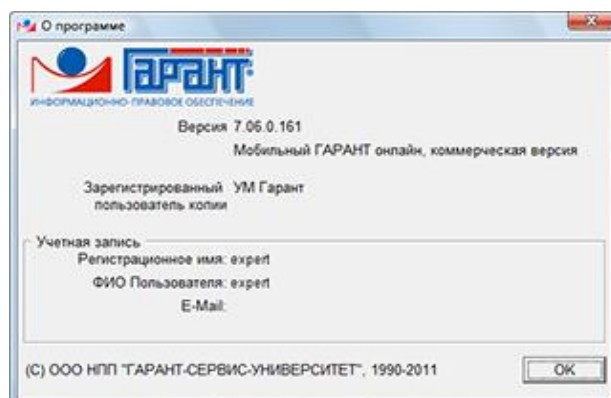 О программе
ГАРАНТ
ИНФОРМАЦИОННО-ПРАВОВОЕ ОБЕСПЕЧЕНИЕ
Версия 7.06.0.161
Мобильный ГАРАНТ онлайн, коммерческая версия
Зарегистрированный УМ Гарант
пользователь копии
Учетная запись
Регистрационное имя: expert
ФИО Пользователя: expert
E-Mail:
(С) ООО НПП "ГАРАНТ-СЕРВИС-УНИВЕРСИТЕТ", 1990-2011
OK